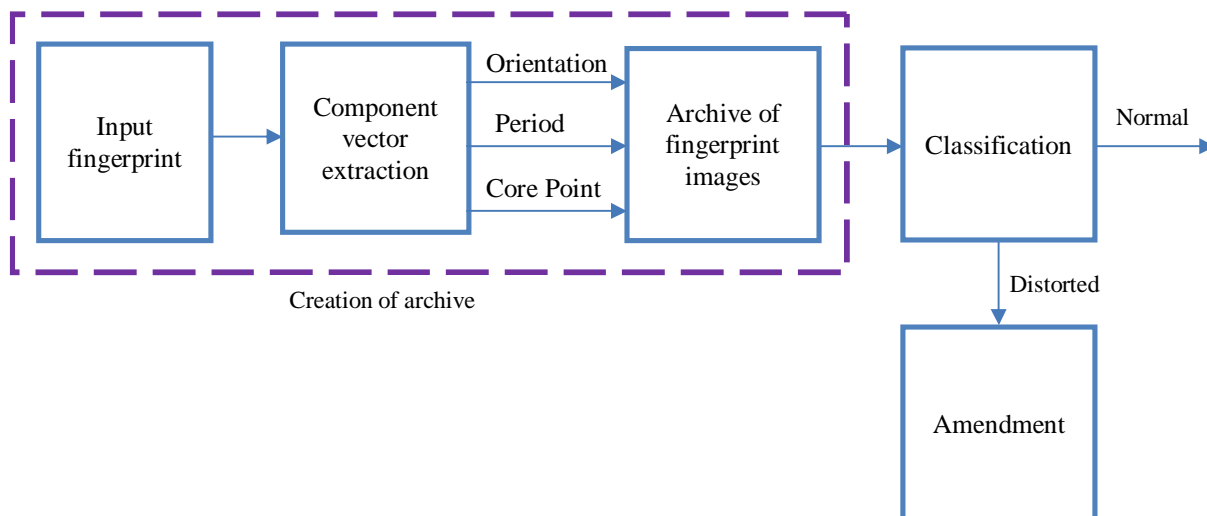 Input
fingerprint
Component
vector
extraction
Orientation
Period
Core Point
Archive of
fingerprint
images
Classification
Normal
Creation of archive
Distorted
Amendment